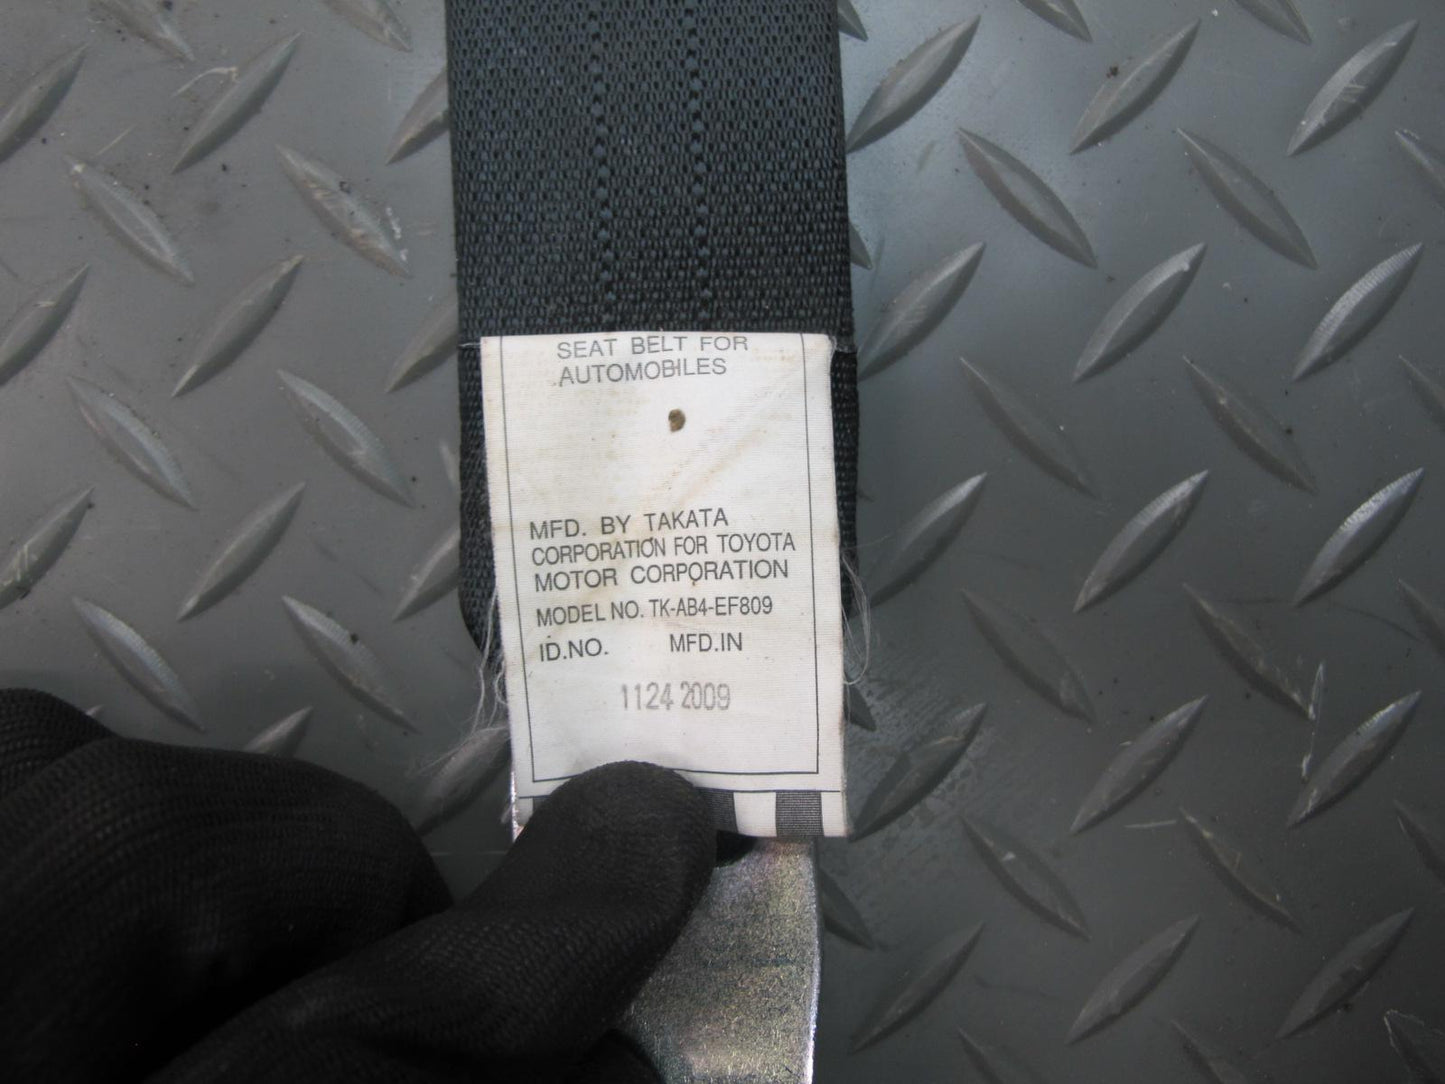 SEAT BELT FOR
AUTOMOBILES
MFD. BY TAKATA
CORPORATION FOR TOYOTA
MOTOR CORPORATION
MODEL NO. TK-AB4-EF809
ID.NO. MFD.IN
1124 2009